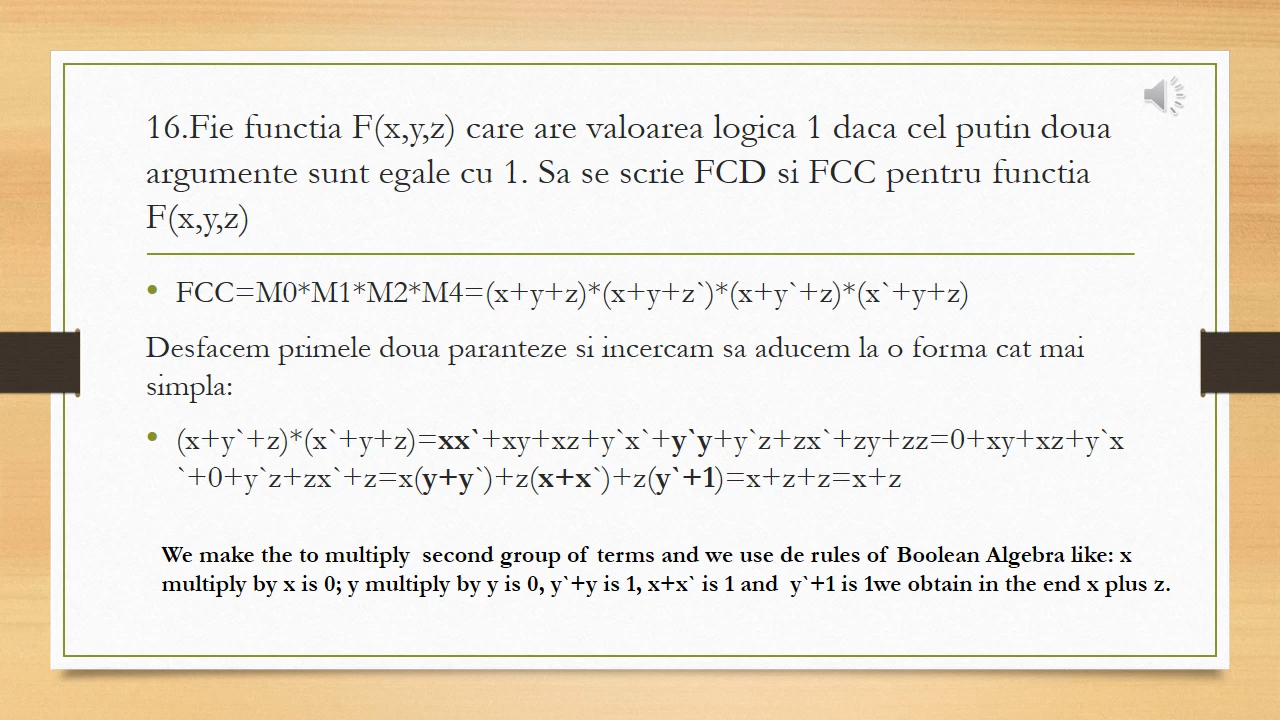 16.Fie functia F(x,y,z) care are valoarea logica 1 daca cel putin doua
argumente sunt egale cu 1. Sa se scrie FCD si FCC pentru functia
F(x,y,z)
• FCC=M0*M1*M2*M4=(x+y+z)*(x+y+z`)*(x+y`+z)*(x`+y+z)
Desfacem primele doua paranteze si incercam sa aducem la o forma cat mai
simpla:
• (x+y`+z)*(x`+y+z)=xx`+xy+xz+y`x`+y`y+y`z+zx`+zy+zz=0+xy+xz+y`x
`+0+y`z+zx`+z=x(y+y`)+z(x+x`)+z(y`+1)=x+z+z=x+z
We make the to multiply second group of terms and we use de rules of Boolean Algebra like: x
multiply by x is 0; y multiply by y is 0, y`+y is 1, x+x` is 1 and y`+1 is 1we obtain in the end x plus z.